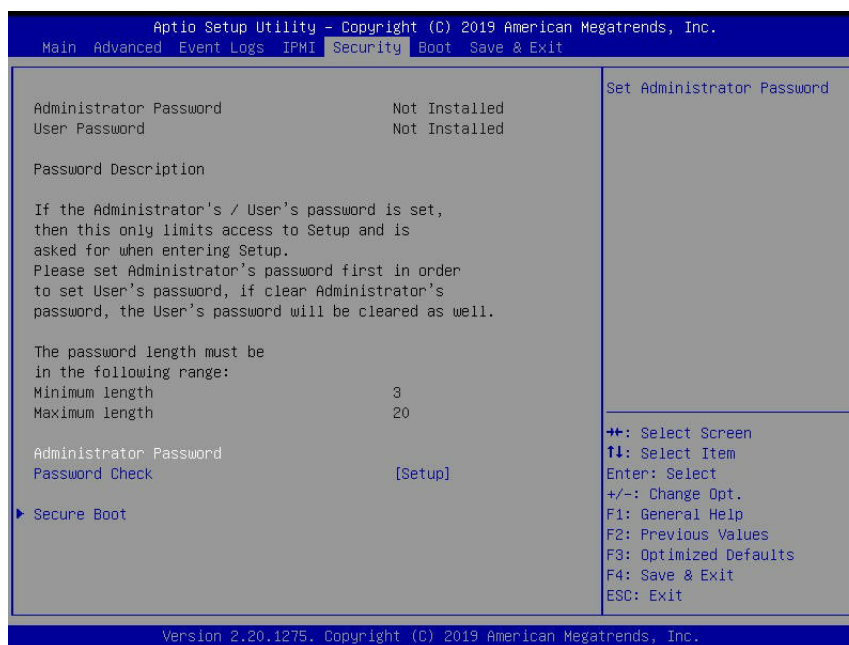 Aptio Setup Utility – Copyright (C) 2019 American Megatrends, Inc.
Main Advanced Event Logs IPMI Security Boot Save & Exit
Administrator Password Not Installed
User Password Not Installed
Password Description
If the Administrator's / User's password is set,
then this only limits access to Setup and is
asked for when entering Setup.
Please set Administrator's password first in order
to set User's password, if clear Administrator's
password, the User's password will be cleared as well.
The password length must be
in the following range:
Minimum length 3
Maximum length 20
Administrator Password
Password Check [Setup]
Secure Boot
Set Administrator Password
→←: Select Screen
↑↓: Select Item
Enter: Select
+/-: Change Opt.
F1: General Help
F2: Previous Values
F3: Optimized Defaults
F4: Save & Exit
ESC: Exit
Version 2.20.1275. Copyright (C) 2019 American Megatrends, Inc.